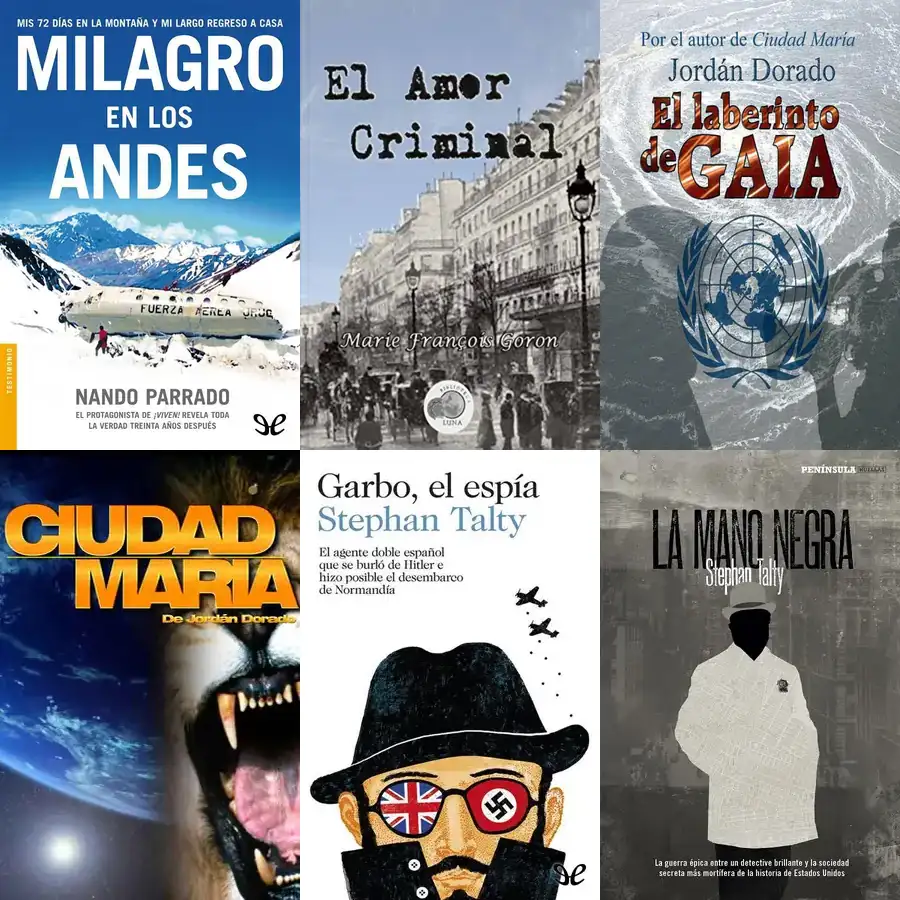 MIS 72 DÍAS EN LA MONTAÑA Y MI LARGO REGRESO A CASA
MILAGRO
EN LOS
ANDES
FUERZA AEREA URUG
TESTIMONIO
NANDO PARRADO
EL PROTAGONISTA DE ¡VIVEN! REVELA TODA
LA VERDAD TREINTA AÑOS DESPUÉS
El Amor
Criminal
Marie François Goron
BIBLIOTECA
LUNA
Por el autor de Ciudad María
Jordán Dorado
El laberinto
de GAIA
CIUDAD
MARIA
De Jordán Dorado
Garbo, el espía
Stephan Talty
El agente doble español
que se burló de Hitler e
hizo posible el desembarco
de Normandía
PENÍNSULA HUELLAS
LA MANO NEGRA
Stephan Talty
La guerra épica entre un detective brillante y la sociedad
secreta más mortífera de la historia de Estados Unidos